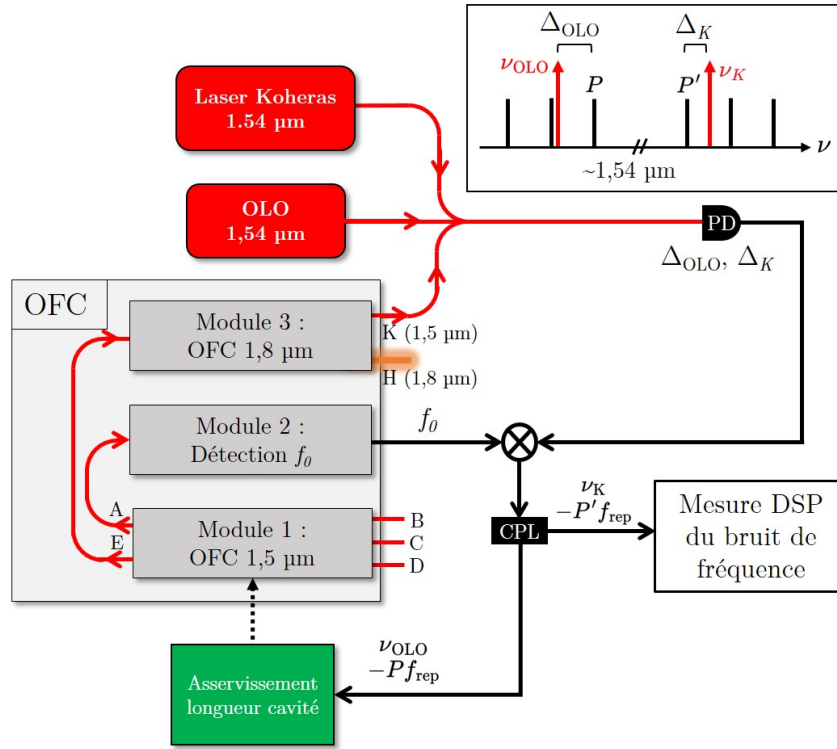 Laser Koheras
1.54 µm
OLO
1,54 µm
Δ_OLO
Δ_K
ν_OLO
P
P'
ν_K
ν
~1,54 µm
PD
Δ_OLO, Δ_K
OFC
Module 3 :
OFC 1,8 µm
K (1,5 µm)
H (1,8 µm)
Module 2 :
Détection f₀
f₀
A
E
Module 1 :
OFC 1,5 µm
B
C
D
CPL
ν_K
−P'f_rep
Mesure DSP
du bruit de
fréquence
ν_OLO
−Pf_rep
Asservissement
longueur cavité